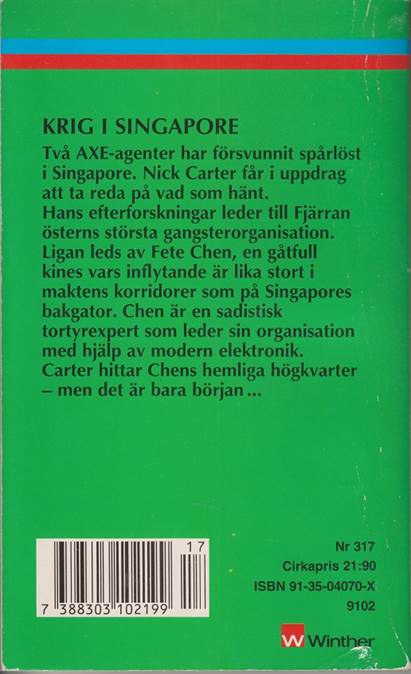 KRIG I SINGAPORE
Två AXE-agenter har försvunnit spårlöst
i Singapore. Nick Carter får i uppdrag
att ta reda på vad som hänt.
Hans efterforskningar leder till Fjärran
österns största gangsterorganisation.
Ligan leds av Fete Chen, en gåtfull
kines vars inflytande är lika stort i
maktens korridorer som på Singapores
bakgator. Chen är en sadistisk
tortyrexpert som leder sin organisation
med hjälp av modern elektronik.
Carter hittar Chens hemliga högkvarter
– men det är bara början ...
17
7 388303 102199
Nr 317
Cirkapris 21:90
ISBN 91-35-04070-X
9102
W Winther